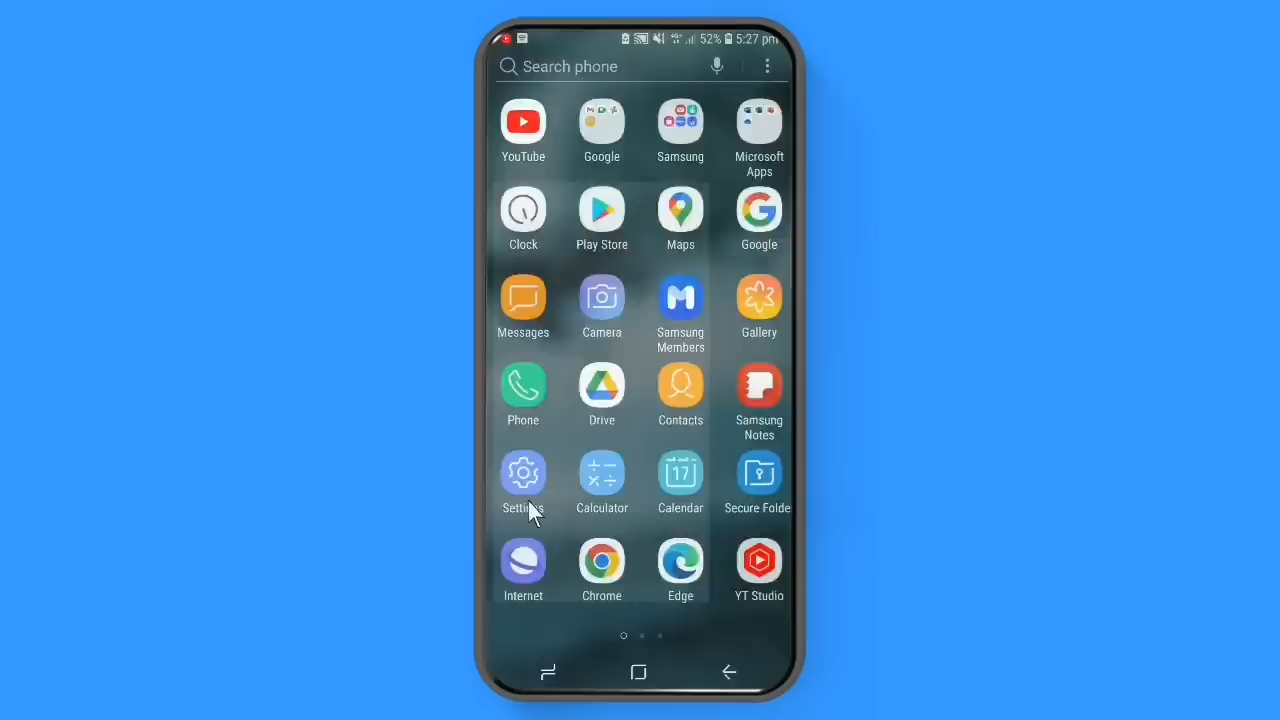 52% 5:27 pm
Search phone
YouTube Google Samsung Microsoft Apps
Clock Play Store Maps Google
Messages Camera Samsung Members Gallery
Phone Drive Contacts Samsung Notes
17
Settings Calculator Calendar Secure Folde
Internet Chrome Edge YT Studio